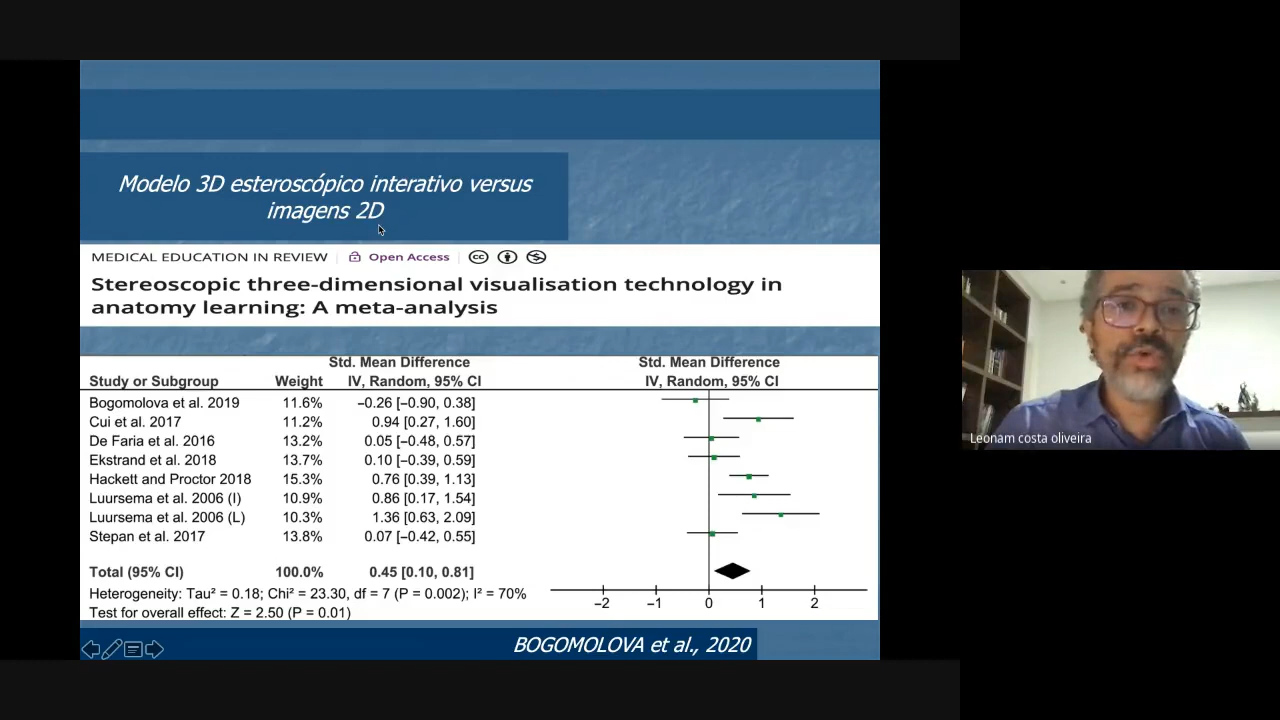 Modelo 3D esteroscópico interativo versus
imagens 2D
MEDICAL EDUCATION IN REVIEW | Open Access |
Stereoscopic three-dimensional visualisation technology in
anatomy learning: A meta-analysis
Std. Mean Difference Std. Mean Difference
Study or Subgroup Weight IV, Random, 95% CI IV, Random, 95% CI
Bogomolova et al. 2019 11.6% −0.26 [−0.90, 0.38]
Cui et al. 2017 11.2% 0.94 [0.27, 1.60]
De Faria et al. 2016 13.2% 0.05 [−0.48, 0.57]
Ekstrand et al. 2018 13.7% 0.10 [−0.39, 0.59]
Hackett and Proctor 2018 15.3% 0.76 [0.39, 1.13]
Luursema et al. 2006 (I) 10.9% 0.86 [0.17, 1.54]
Luursema et al. 2006 (L) 10.3% 1.36 [0.63, 2.09]
Stepan et al. 2017 13.8% 0.07 [−0.42, 0.55]
Total (95% CI) 100.0% 0.45 [0.10, 0.81]
Heterogeneity: Tau² = 0.18; Chi² = 23.30, df = 7 (P = 0.002); I² = 70%
Test for overall effect: Z = 2.50 (P = 0.01)
−2 −1 0 1 2
BOGOMOLOVA et al., 2020
Leonam costa oliveira